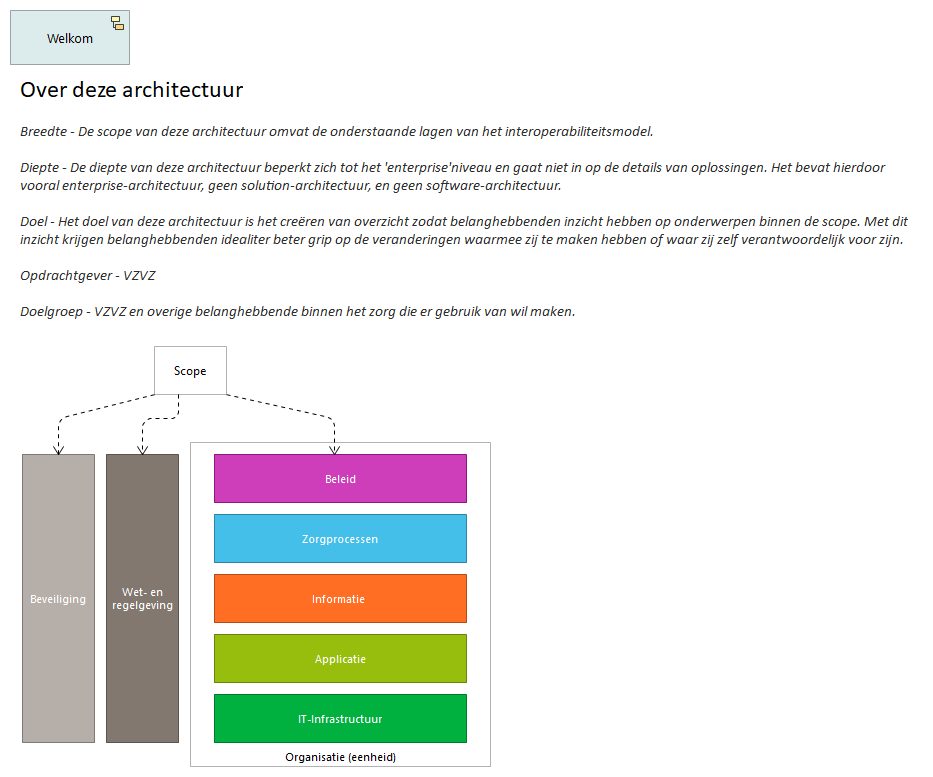 Welkom
Over deze architectuur
Breedte - De scope van deze architectuur omvat de onderstaande lagen van het interoperabiliteitsmodel.
Diepte - De diepte van deze architectuur beperkt zich tot het 'enterprise'niveau en gaat niet in op de details van oplossingen. Het bevat hierdoor
vooral enterprise-architectuur, geen solution-architectuur, en geen software-architectuur.
Doel - Het doel van deze architectuur is het creëren van overzicht zodat belanghebbenden inzicht hebben op onderwerpen binnen de scope. Met dit
inzicht krijgen belanghebbenden idealiter beter grip op de veranderingen waarmee zij te maken hebben of waar zij zelf verantwoordelijk voor zijn.
Opdrachtgever - VZVZ
Doelgroep - VZVZ en overige belanghebbende binnen het zorg die er gebruik van wil maken.
Scope
Beveiliging
Wet- en
regelgeving
Beleid
Zorgprocessen
Informatie
Applicatie
IT-Infrastructuur
Organisatie (eenheid)